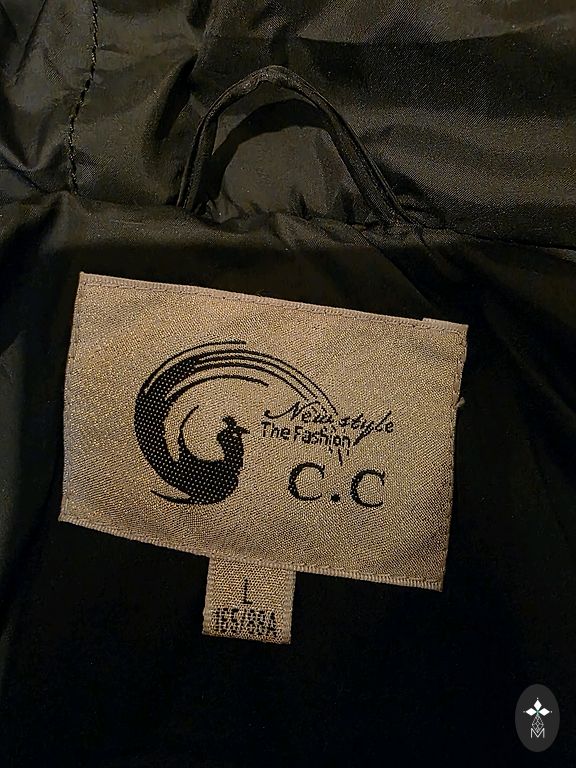 New style
The Fashion
C.C
L
165/88A
M